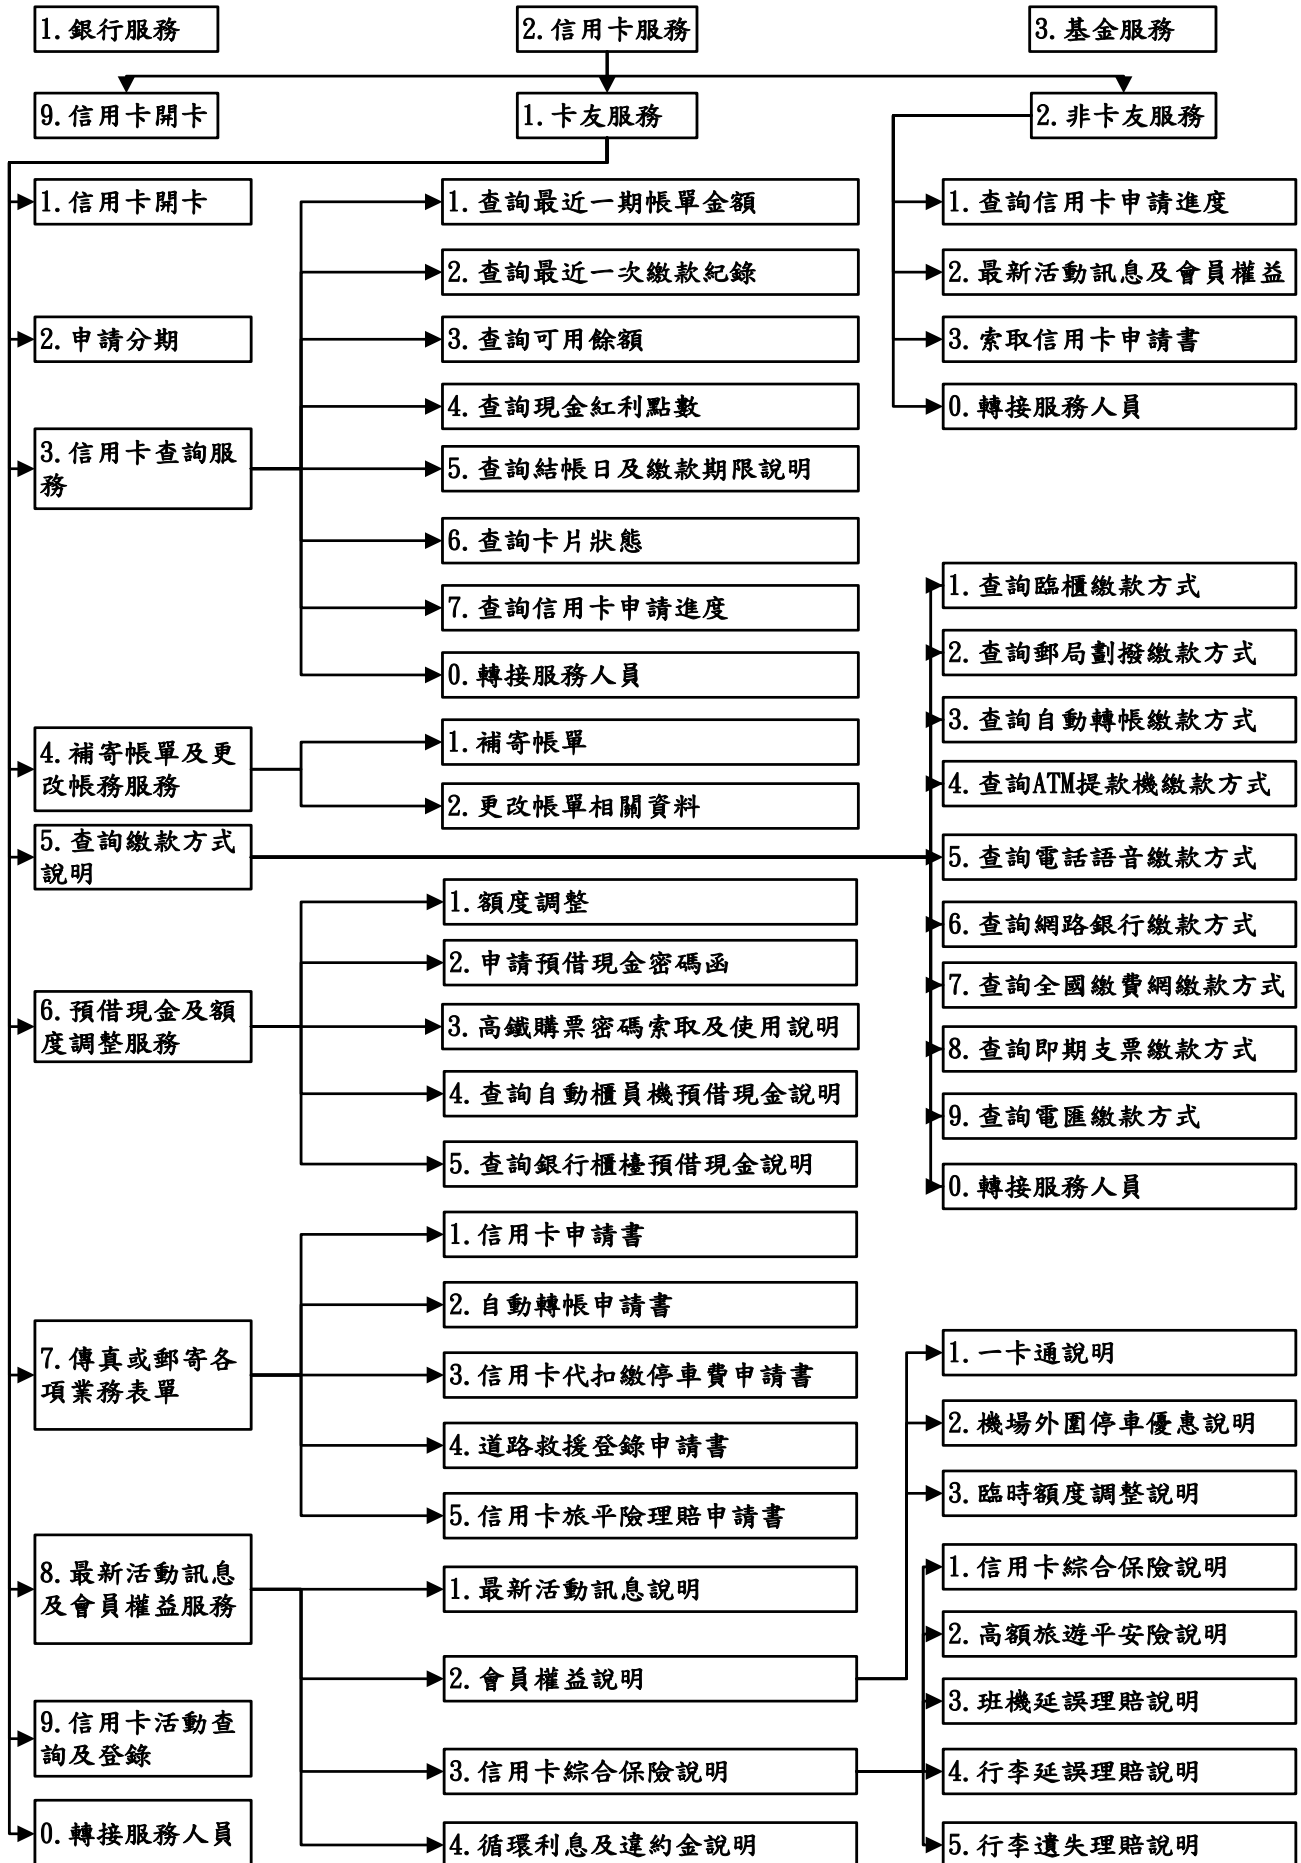 1.銀行服務
2.信用卡服務
3.基金服務
9.信用卡開卡
1.卡友服務
2.非卡友服務
1.信用卡開卡
2.申請分期
3.信用卡查詢服
務
4.補寄帳單及更
改帳務服務
5.查詢繳款方式
說明
6.預借現金及額
度調整服務
7.傳真或郵寄各
項業務表單
8.最新活動訊息
及會員權益服務
9.信用卡活動查
詢及登錄
0.轉接服務人員
1.查詢最近一期帳單金額
2.查詢最近一次繳款紀錄
3.查詢可用餘額
4.查詢現金紅利點數
5.查詢結帳日及繳款期限說明
6.查詢卡片狀態
7.查詢信用卡申請進度
0.轉接服務人員
1.補寄帳單
2.更改帳單相關資料
1.額度調整
2.申請預借現金密碼函
3.高鐵購票密碼索取及使用說明
4.查詢自動櫃員機預借現金說明
5.查詢銀行櫃檯預借現金說明
1.信用卡申請書
2.自動轉帳申請書
3.信用卡代扣繳停車費申請書
4.道路救援登錄申請書
5.信用卡旅平險理賠申請書
1.最新活動訊息說明
2.會員權益說明
3.信用卡綜合保險說明
4.循環利息及違約金說明
1.查詢信用卡申請進度
2.最新活動訊息及會員權益
3.索取信用卡申請書
0.轉接服務人員
1.查詢臨櫃繳款方式
2.查詢郵局劃撥繳款方式
3.查詢自動轉帳繳款方式
4.查詢ATM提款機繳款方式
5.查詢電話語音繳款方式
6.查詢網路銀行繳款方式
7.查詢全國繳費網繳款方式
8.查詢即期支票繳款方式
9.查詢電匯繳款方式
0.轉接服務人員
1.一卡通說明
2.機場外圍停車優惠說明
3.臨時額度調整說明
1.信用卡綜合保險說明
2.高額旅遊平安險說明
3.班機延誤理賠說明
4.行李延誤理賠說明
5.行李遺失理賠說明